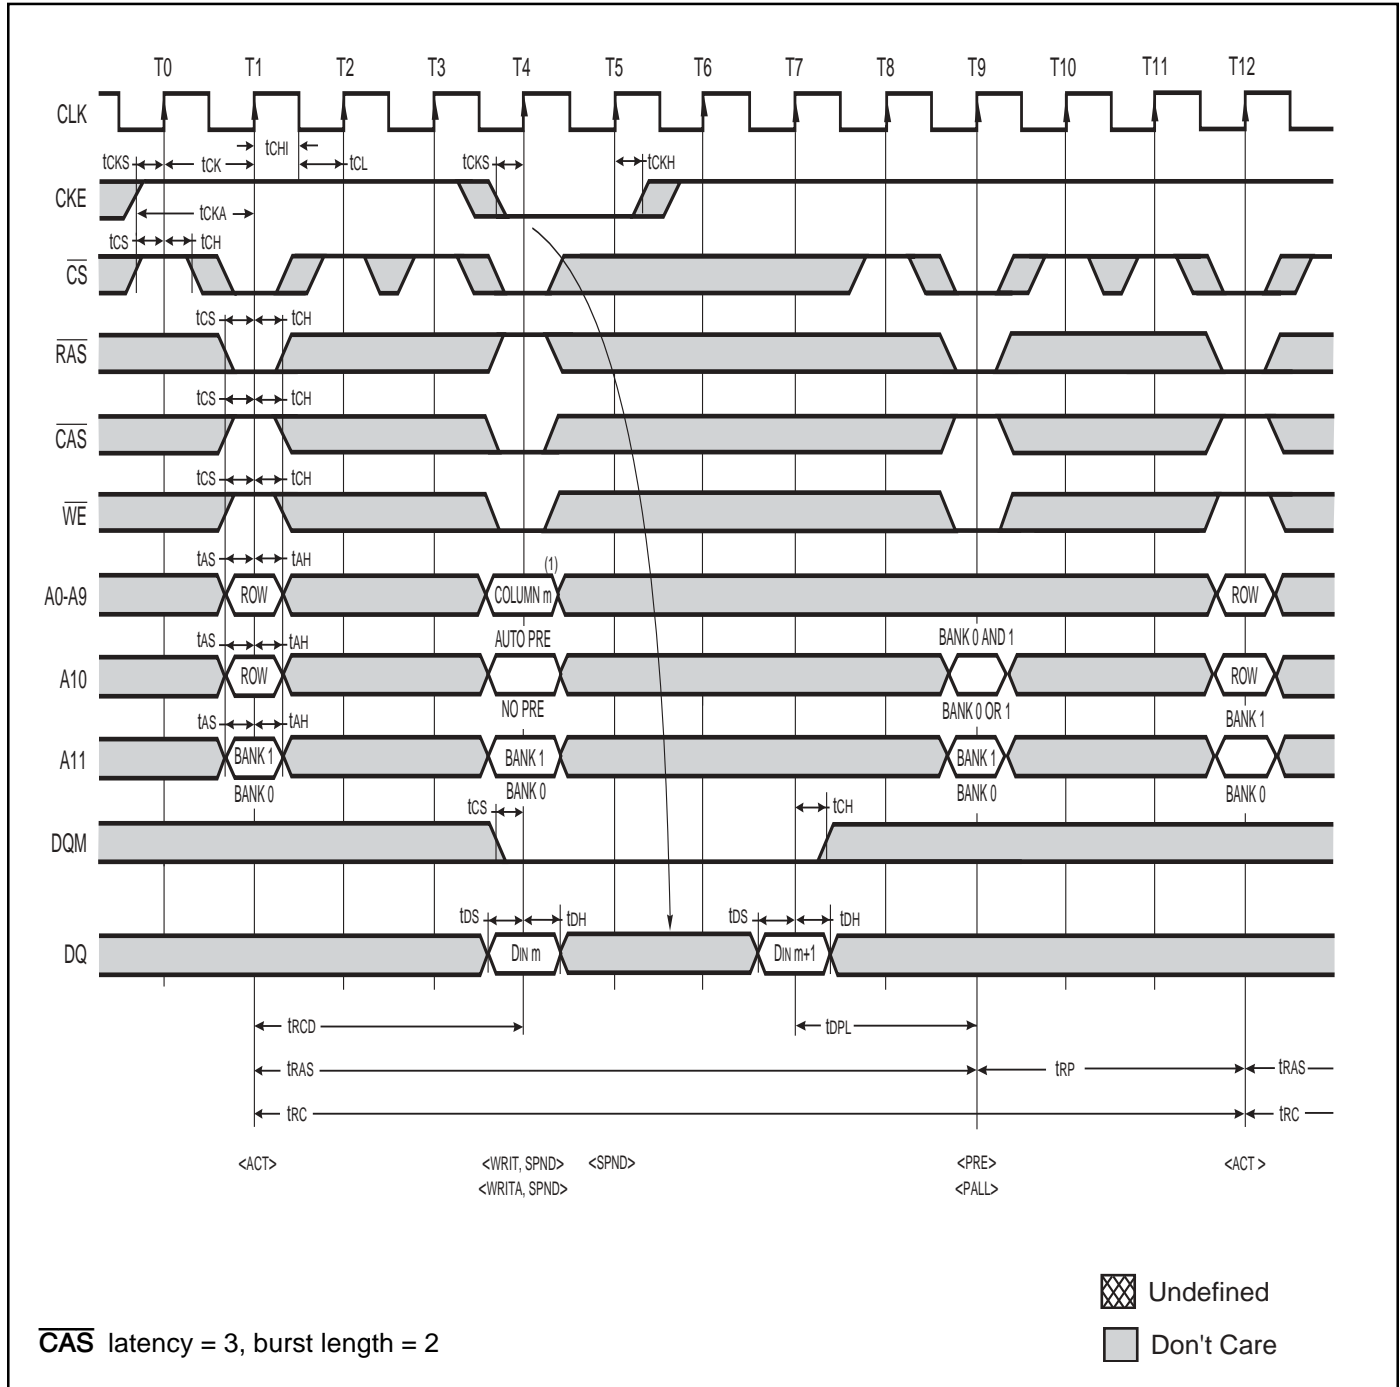 T0 T1 T2 T3 T4 T5 T6 T7 T8 T9 T10 T11 T12
CLK
tCHI
tCKS tCK tCL tCKS tCKH
CKE
tCKA
tCS tCH
CS
tCS tCH
RAS
tCS tCH
CAS
tCS tCH
WE
tAS tAH (1)
A0-A9 ROW COLUMN m ROW
tAS tAH AUTO PRE BANK 0 AND 1
A10 ROW ROW
NO PRE BANK 0 OR 1 BANK 1
tAS tAH
A11 BANK 1 BANK 1 BANK 1
BANK 0 BANK 0 BANK 0 BANK 0
tCS tCH
DQM
tDS tDH tDS tDH
DQ DIN m DIN m+1
tRCD tDPL
tRAS tRP tRAS
tRC tRC
<ACT> <WRIT, SPND> <SPND> <PRE> <ACT >
<WRITA, SPND> <PALL>
Undefined
CAS latency = 3, burst length = 2
Don't Care